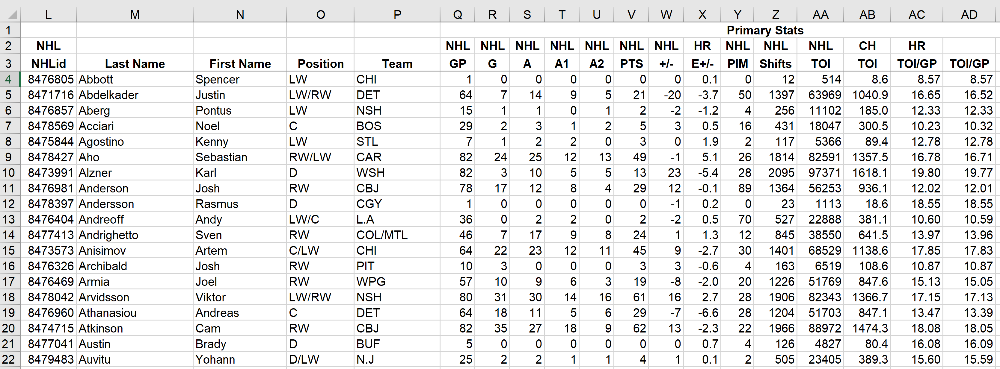 L M N O P Q R S T U V W X Y Z AA AB AC AD
1 Primary Stats
2 NHL NHL NHL NHL NHL NHL NHL NHL HR NHL NHL NHL CH HR
3 NHLid Last Name First Name Position Team GP G A A1 A2 PTS +/- E+/- PIM Shifts TOI TOI TOI/GP TOI/GP
4 8476805 Abbott Spencer LW CHI 1 0 0 0 0 0 0 0.1 0 12 514 8.6 8.57 8.57
5 8471716 Abdelkader Justin LW/RW DET 64 7 14 9 5 21 -20 -3.7 50 1397 63969 1040.9 16.65 16.52
6 8476857 Aberg Pontus LW NSH 15 1 1 0 1 2 -2 -1.2 4 256 11102 185.0 12.33 12.33
7 8478569 Acciari Noel C BOS 29 2 3 1 2 5 3 0.5 16 431 18047 300.5 10.23 10.32
8 8475844 Agostino Kenny LW STL 7 1 2 2 0 3 0 1.9 2 117 5366 89.4 12.78 12.78
9 8478427 Aho Sebastian RW/LW CAR 82 24 25 12 13 49 -1 5.1 26 1814 82591 1357.5 16.78 16.71
10 8473991 Alzner Karl D WSH 82 3 10 5 5 13 23 -5.4 28 2095 97371 1618.1 19.80 19.77
11 8476981 Anderson Josh RW CBJ 78 17 12 8 4 29 12 -0.1 89 1364 56253 936.1 12.02 12.01
12 8478397 Andersson Rasmus D CGY 1 0 0 0 0 0 -1 0.2 0 23 1113 18.6 18.55 18.55
13 8476404 Andreoff Andy LW/C L.A 36 0 2 2 0 2 -2 0.5 70 527 22888 381.1 10.60 10.59
14 8477413 Andrighetto Sven RW COL/MTL 46 7 17 9 8 24 1 1.3 12 845 38550 641.5 13.97 13.96
15 8473573 Anisimov Artem C/LW CHI 64 22 23 12 11 45 9 -2.7 30 1401 68529 1138.6 17.85 17.83
16 8476326 Archibald Josh RW PIT 10 3 0 0 0 3 3 -0.6 4 163 6519 108.6 10.87 10.87
17 8476469 Armia Joel RW WPG 57 10 9 6 3 19 -8 -2.0 20 1226 51769 847.6 15.13 15.05
18 8478042 Arvidsson Viktor LW/RW NSH 80 31 30 14 16 61 16 2.7 28 1906 82343 1366.7 17.15 17.13
19 8476960 Athanasiou Andreas C DET 64 18 11 5 6 29 -7 -6.6 28 1204 51703 847.1 13.47 13.39
20 8474715 Atkinson Cam RW CBJ 82 35 27 18 9 62 13 -2.3 22 1966 88972 1474.3 18.08 18.05
21 8477041 Austin Brady D BUF 5 0 0 0 0 0 0 0.7 4 126 4827 80.4 16.08 16.09
22 8479483 Auvitu Yohann D/LW N.J 25 2 2 1 1 4 1 0.1 2 505 23405 389.3 15.60 15.59